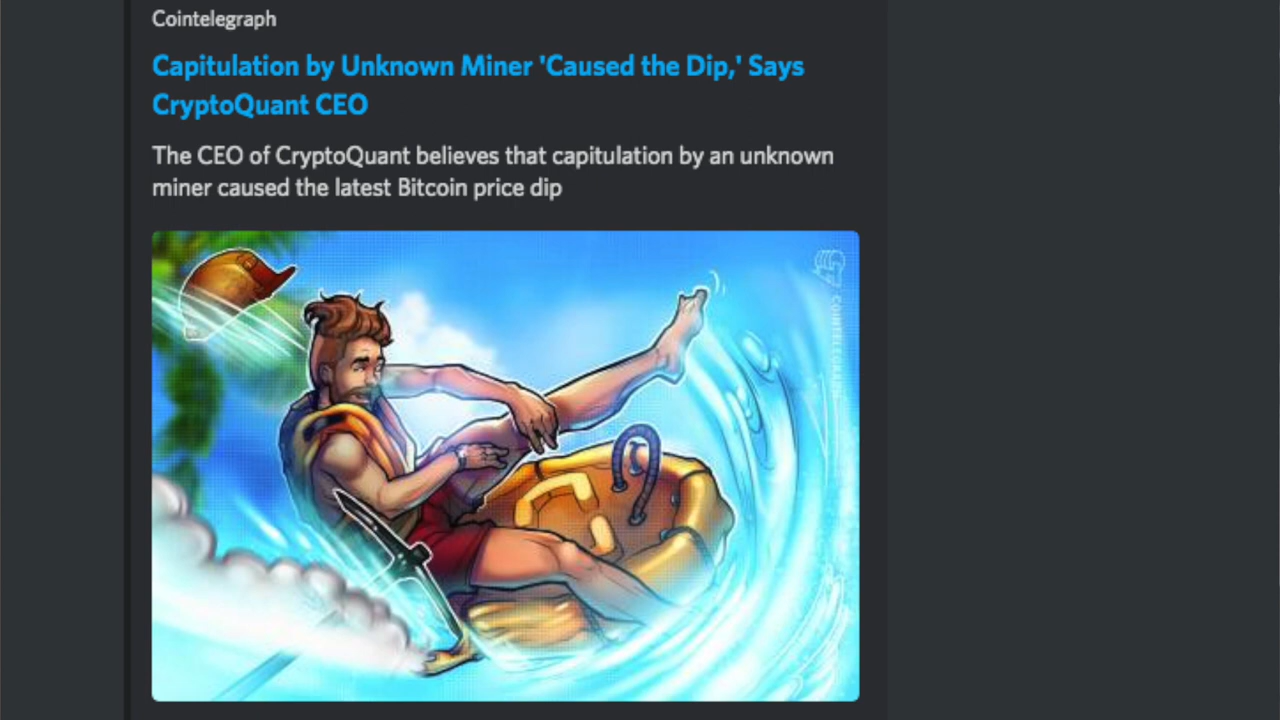 Cointelegraph
Capitulation by Unknown Miner 'Caused the Dip,' Says
CryptoQuant CEO
The CEO of CryptoQuant believes that capitulation by an unknown
miner caused the latest Bitcoin price dip
COINTELEGRAPH